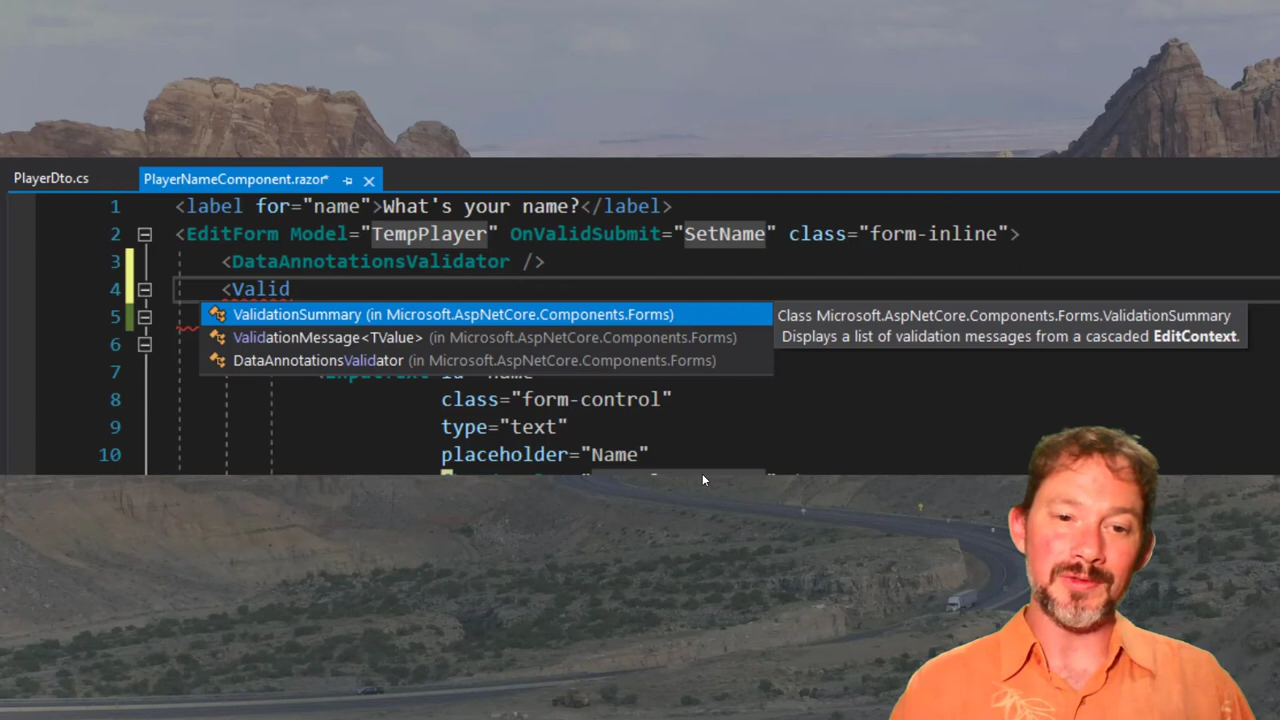 PlayerDto.cs
PlayerNameComponent.razor*
1 <label for="name">What's your name?</label>
2 <EditForm Model="TempPlayer" OnValidSubmit="SetName" class="form-inline">
3 <DataAnnotationsValidator />
4 <Valid
5 ValidationSummary (in Microsoft.AspNetCore.Components.Forms)
Class Microsoft.AspNetCore.Components.Forms.ValidationSummary
6 ValidationMessage<TValue> (in Microsoft.AspNetCore.Components.Forms)
Displays a list of validation messages from a cascaded EditContext.
DataAnnotationsValidator (in Microsoft.AspNetCore.Components.Forms)
7
8 class="form-control"
9 type="text"
10 placeholder="Name"